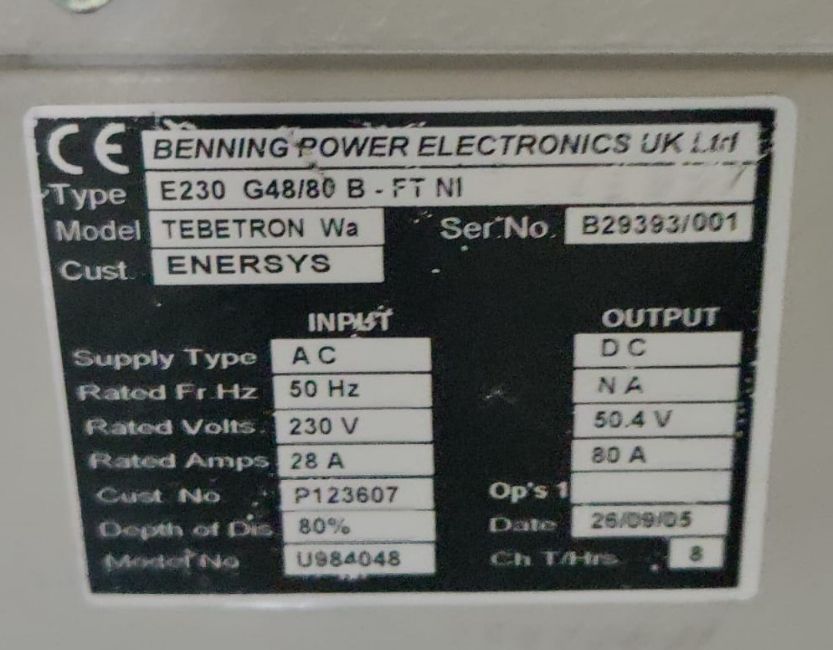 CE BENNING POWER ELECTRONICS UK Ltd
Type E230 G48/80 B - FT NI
Model TEBETRON Wa Ser No. B29393/001
Cust. ENERSYS
INPUT OUTPUT
Supply Type AC DC
Rated Fr.Hz 50 Hz NA
Rated Volts. 230 V 50.4 V
Rated Amps 28 A 80 A
Cust No P123607 Op's 1
Depth of Dis 80% Date 26/09/05
Model No U984048 Ch T/Hrs. 8